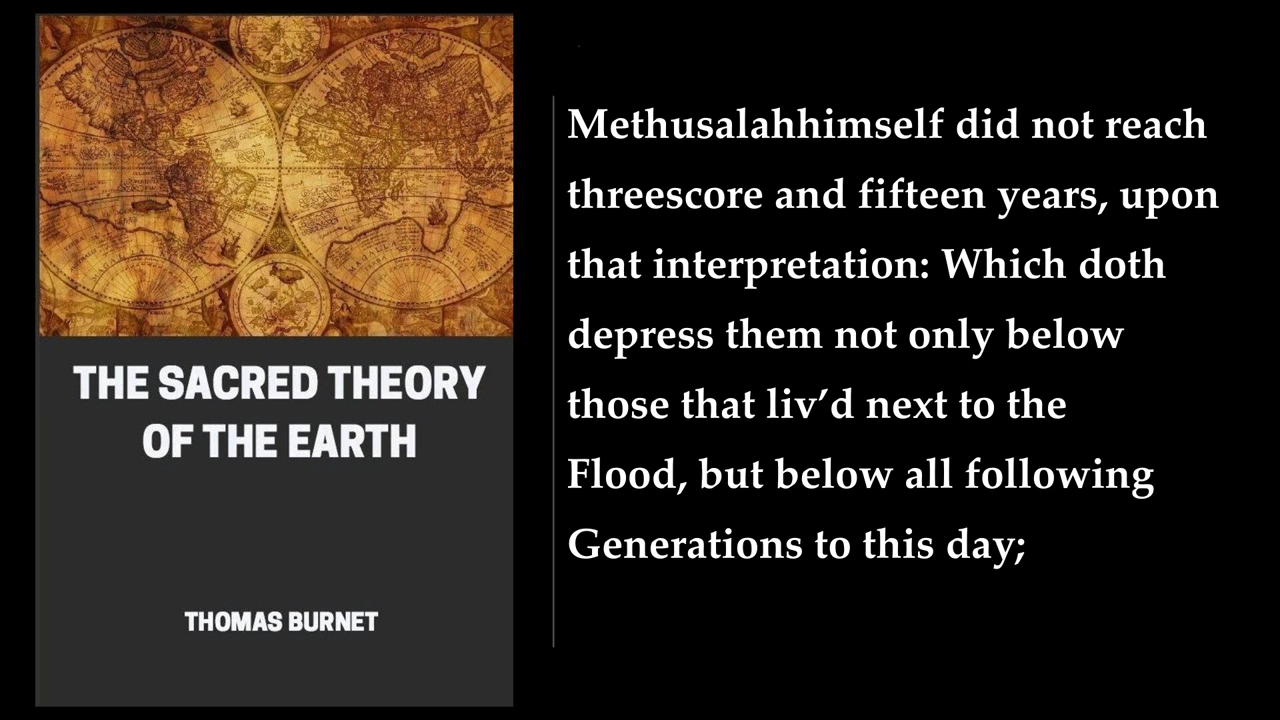 THE SACRED THEORY
OF THE EARTH
THOMAS BURNET
Methusalahhimself did not reach
threescore and fifteen years, upon
that interpretation: Which doth
depress them not only below
those that liv’d next to the
Flood, but below all following
Generations to this day;